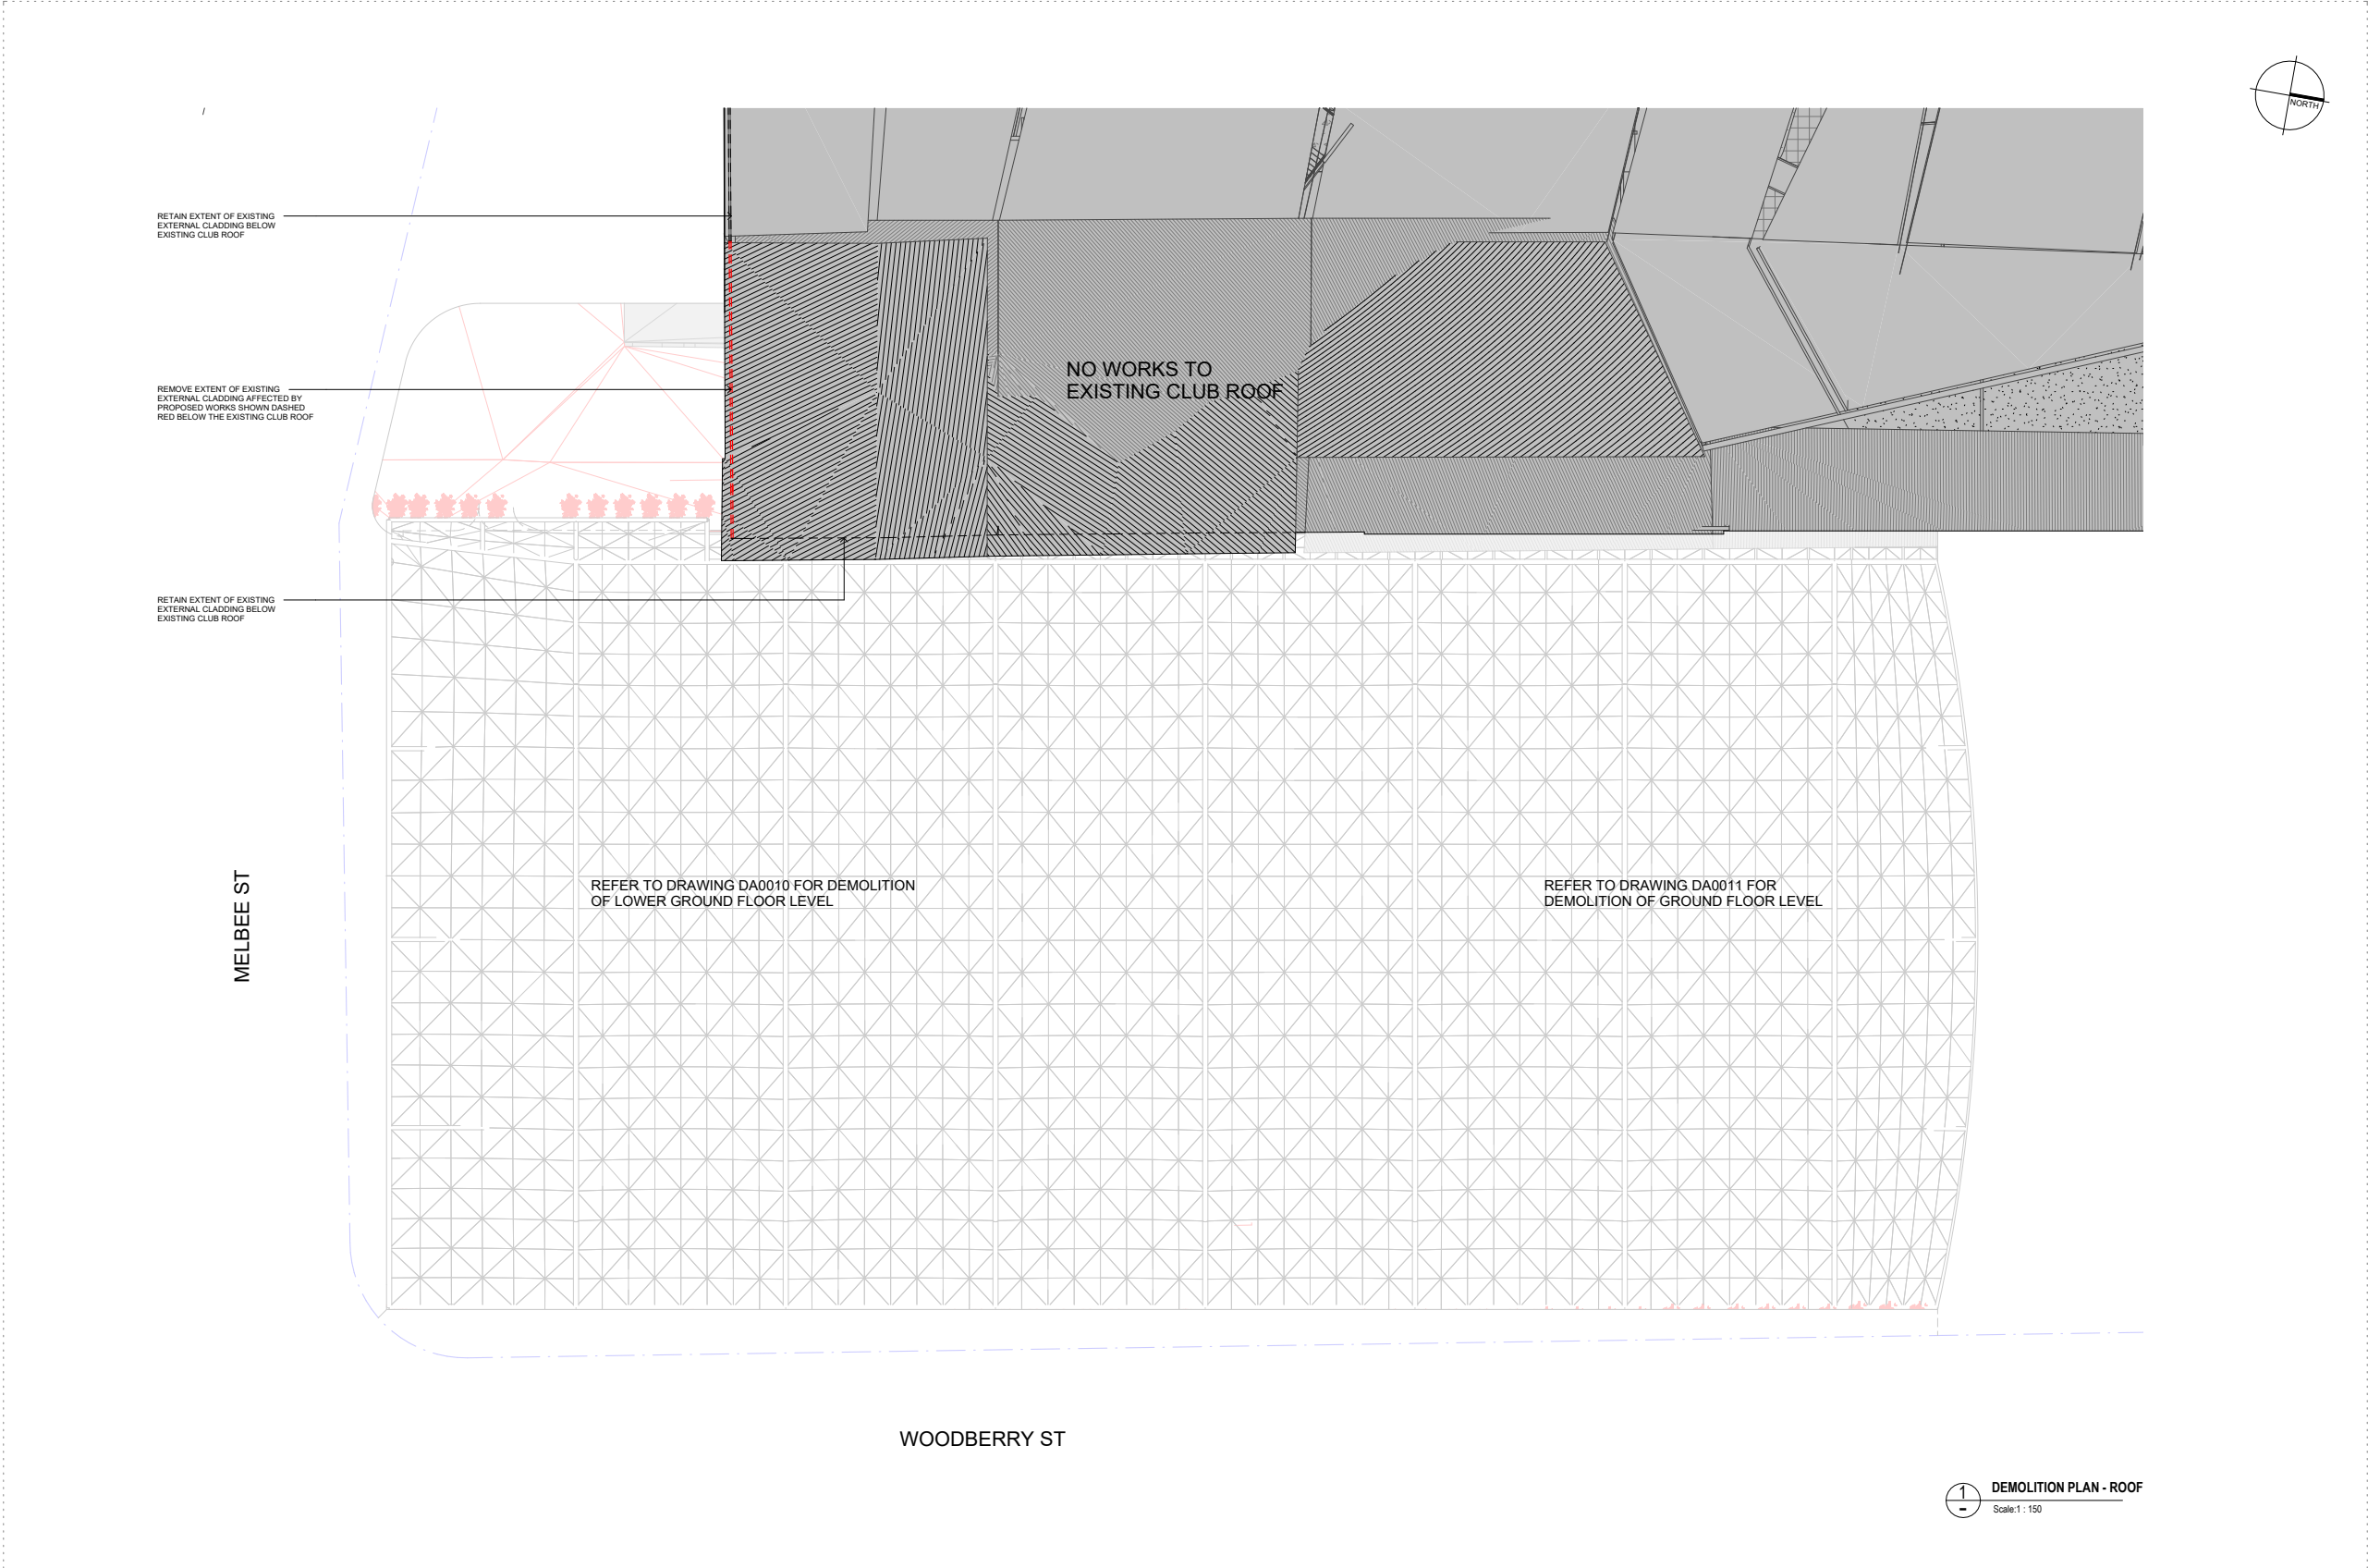 NORTH
RETAIN EXTENT OF EXISTING
EXTERNAL CLADDING BELOW
EXISTING CLUB ROOF
NO WORKS TO
EXISTING CLUB ROOF
REMOVE EXTENT OF EXISTING
EXTERNAL CLADDING AFFECTED BY
PROPOSED WORKS SHOWN DASHED
RED BELOW THE EXISTING CLUB ROOF
RETAIN EXTENT OF EXISTING
EXTERNAL CLADDING BELOW
EXISTING CLUB ROOF
MELBEE ST
REFER TO DRAWING DA0010 FOR DEMOLITION
OF LOWER GROUND FLOOR LEVEL
REFER TO DRAWING DA0011 FOR
DEMOLITION OF GROUND FLOOR LEVEL
WOODBERRY ST
1
-
DEMOLITION PLAN - ROOF
Scale:1 : 150